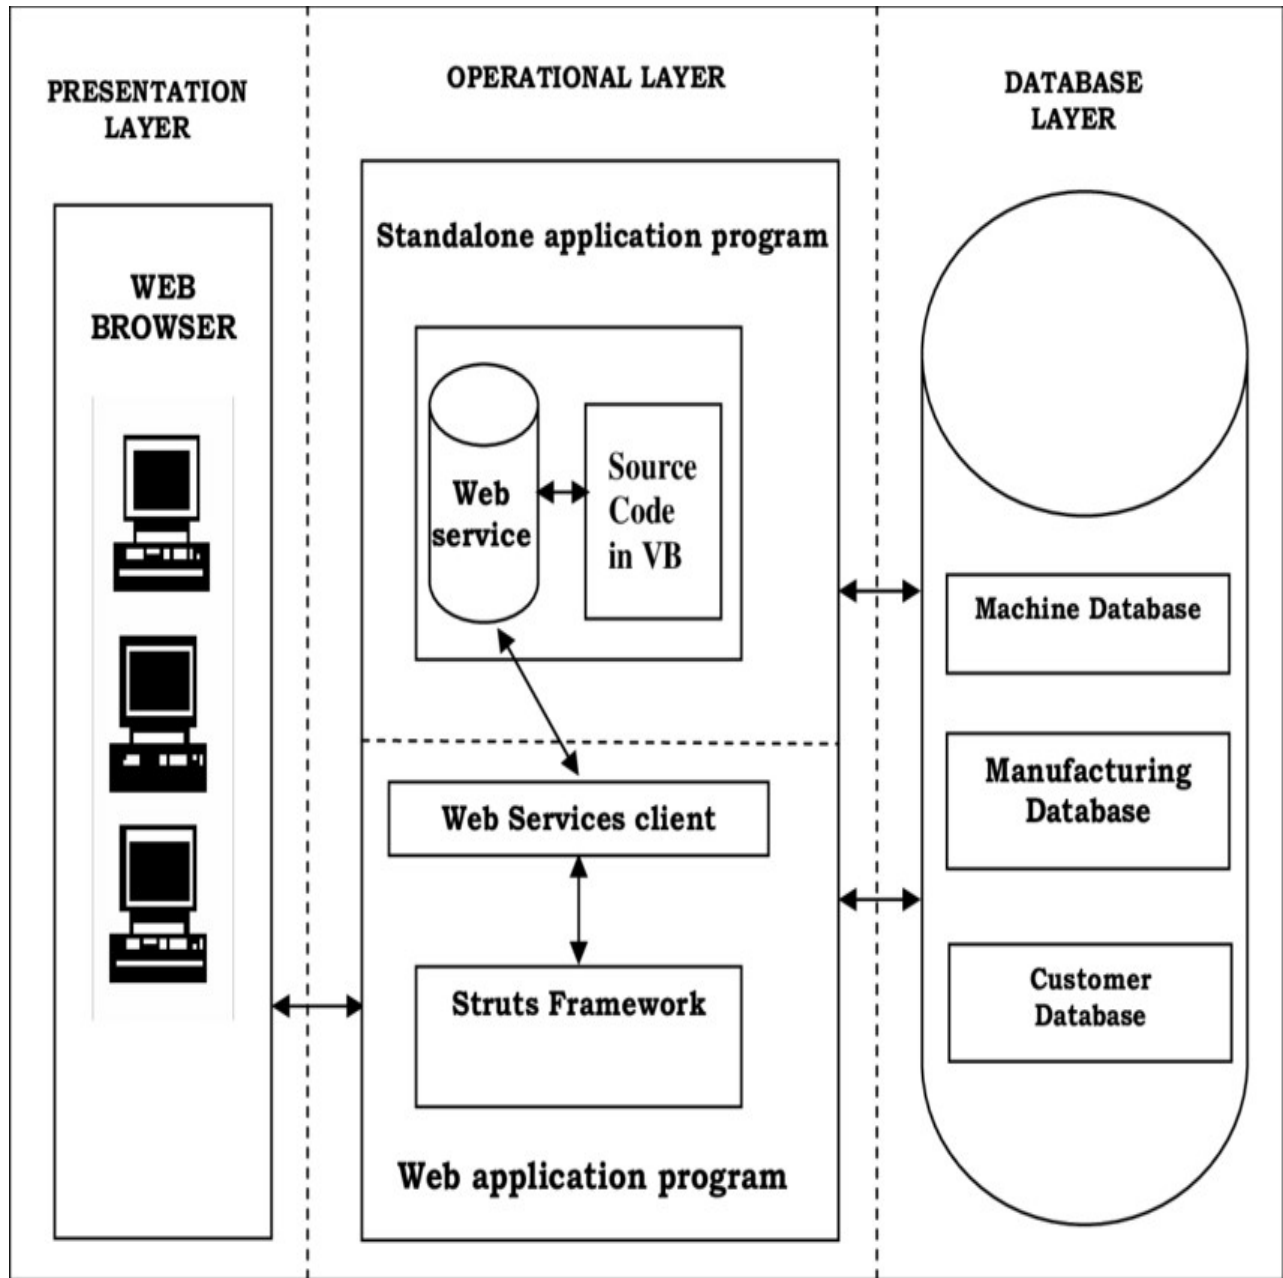 PRESENTATION
LAYER
WEB
BROWSER
OPERATIONAL LAYER
Standalone application program
Web
service
Source
Code
in VB
Web Services client
Struts Framework
Web application program
DATABASE
LAYER
Machine Database
Manufacturing
Database
Customer
Database